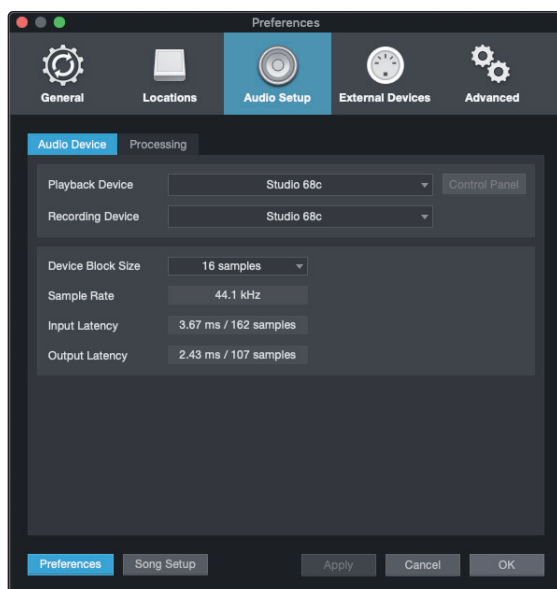 Preferences
General Locations Audio Setup External Devices Advanced
Audio Device Processing
Playback Device Studio 68c Control Panel
Recording Device Studio 68c
Device Block Size 16 samples
Sample Rate 44.1 kHz
Input Latency 3.67 ms / 162 samples
Output Latency 2.43 ms / 107 samples
Preferences Song Setup Apply Cancel OK